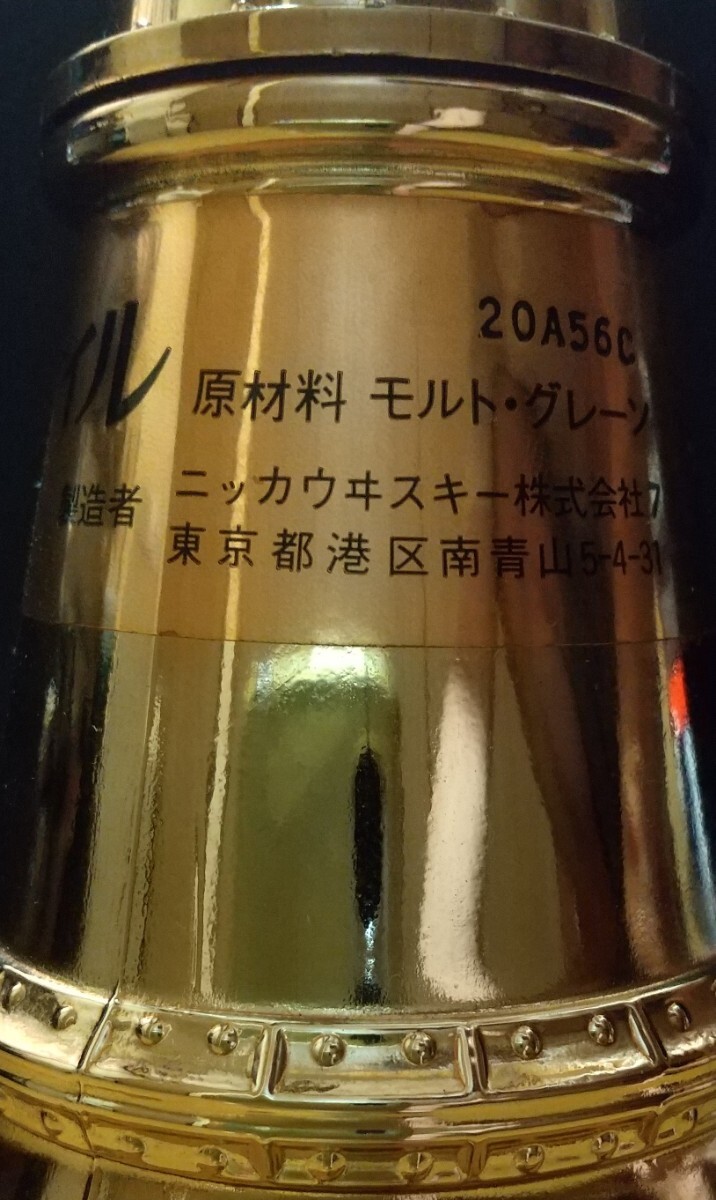 20A56C
イル
原材料 モルト・グレーン
製造者 ニッカウヰスキー株式会社
東京都港区南青山5-4-31